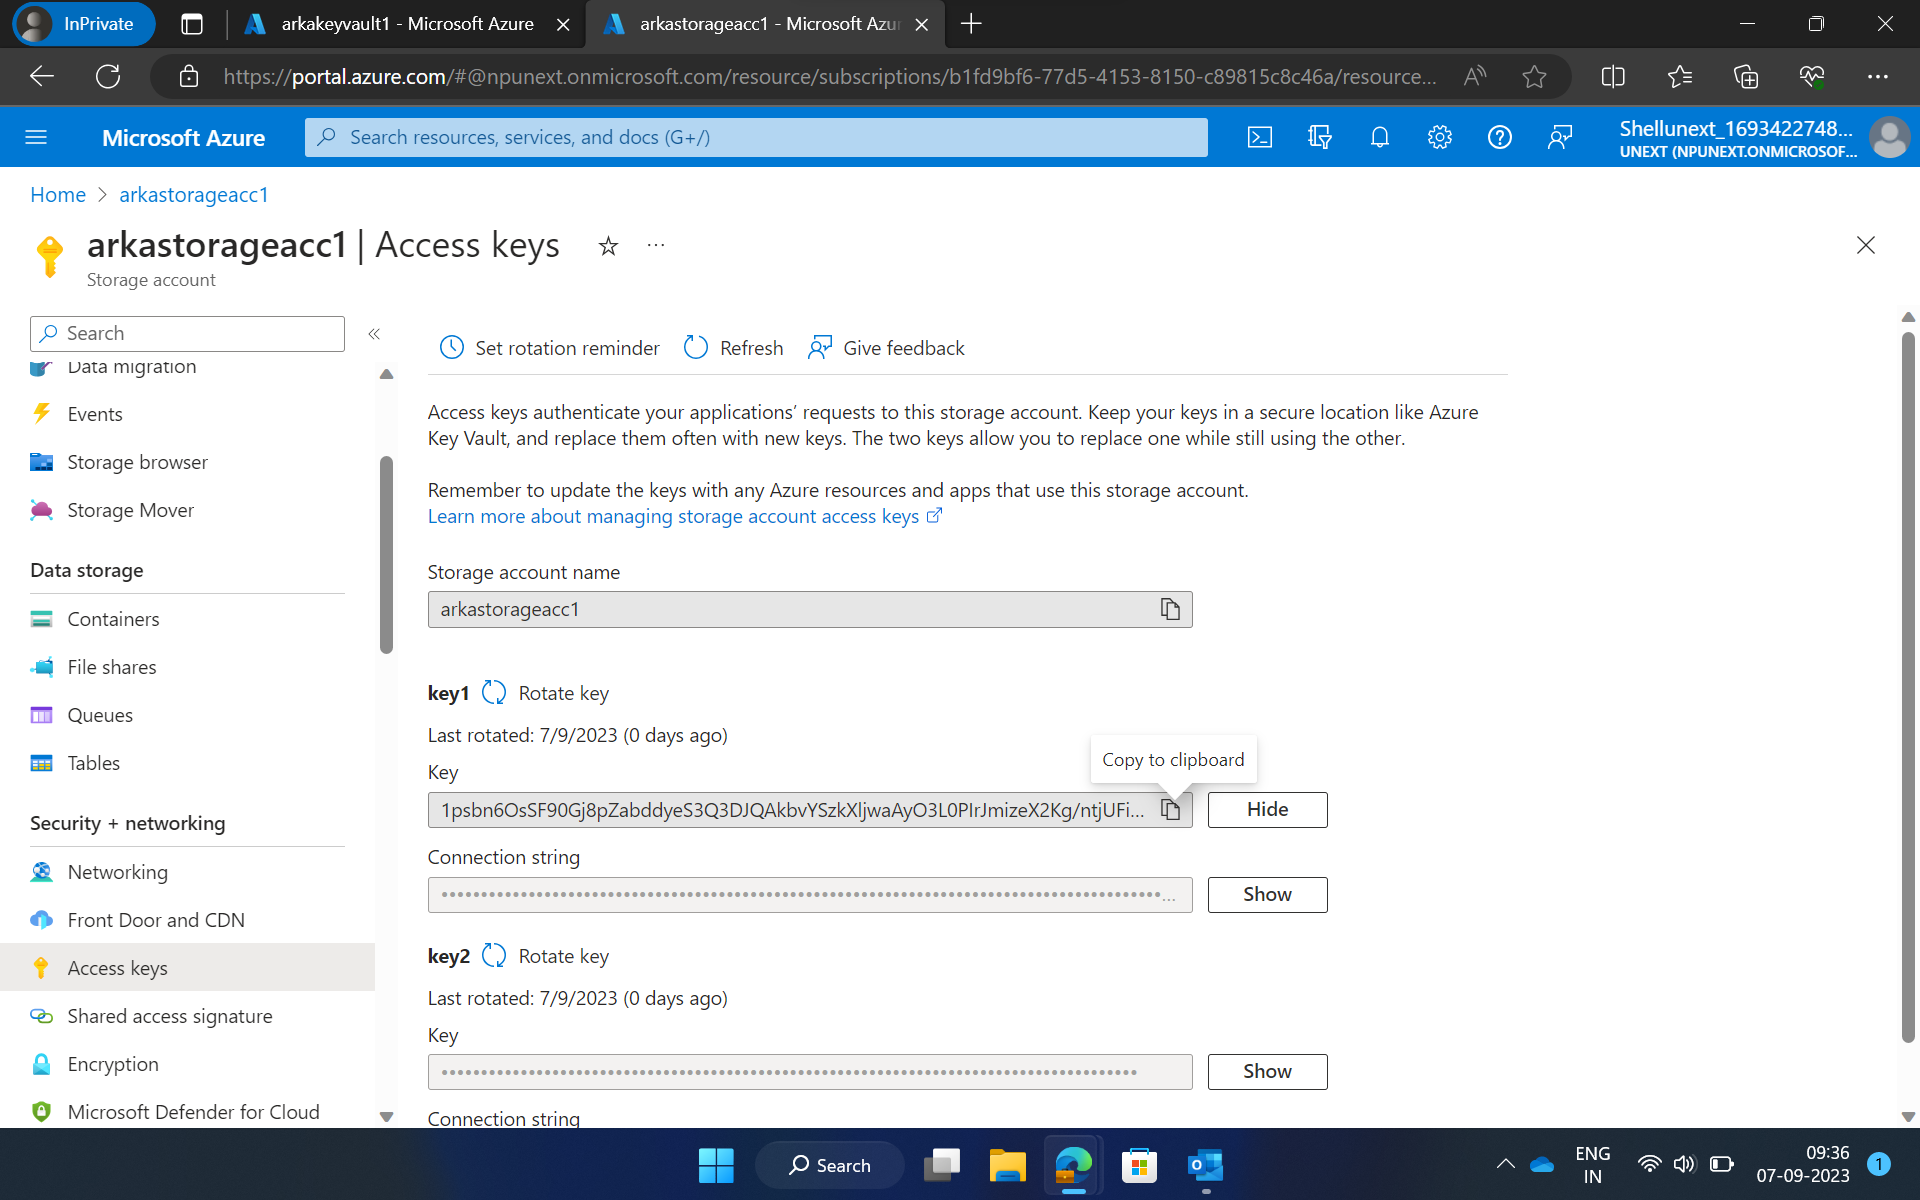 InPrivate
arkakeyvault1 - Microsoft Azure
arkastorageacc1 - Microsoft Azu
https://portal.azure.com/#@npunext.onmicrosoft.com/resource/subscriptions/b1fd9bf6-77d5-4153-8150-c89815c8c46a/resource...
Microsoft Azure
Search resources, services, and docs (G+/)
Shellunext_1693422748...
UNEXT (NPUNEXT.ONMICROSOF...
Home > arkastorageacc1
arkastorageacc1 | Access keys
Storage account
Search
Data migration
Events
Storage browser
Storage Mover
Data storage
Containers
File shares
Queues
Tables
Security + networking
Networking
Front Door and CDN
Access keys
Shared access signature
Encryption
Microsoft Defender for Cloud
Set rotation reminder
Refresh
Give feedback
Access keys authenticate your applications' requests to this storage account. Keep your keys in a secure location like Azure
Key Vault, and replace them often with new keys. The two keys allow you to replace one while still using the other.
Remember to update the keys with any Azure resources and apps that use this storage account.
Learn more about managing storage account access keys
Storage account name
arkastorageacc1
key1 Rotate key
Last rotated: 7/9/2023 (0 days ago)
Copy to clipboard
Key
1psbn6OsSF90Gj8pZabddyeS3Q3DJQAkbvYSzkXljwaAyO3L0PIrJmizeX2Kg/ntjUFi...
Hide
Connection string
Show
key2 Rotate key
Last rotated: 7/9/2023 (0 days ago)
Key
Show
Connection string
Search
ENG
IN
09:36
07-09-2023
1